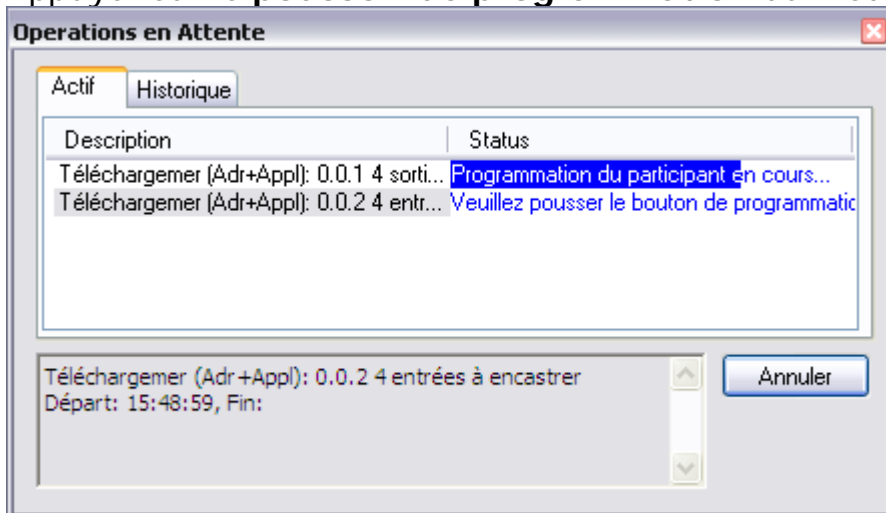 Operations en Attente
Actif Historique
Description Status
Téléchargemer (Adr+Appl): 0.0.1 4 sorti... Programmation du participant en cours...
Téléchargemer (Adr+Appl): 0.0.2 4 entr... Veuillez pousser le bouton de programmatic
Téléchargemer (Adr+Appl): 0.0.2 4 entrées à encastrer
Annuler
Départ: 15:48:59, Fin: